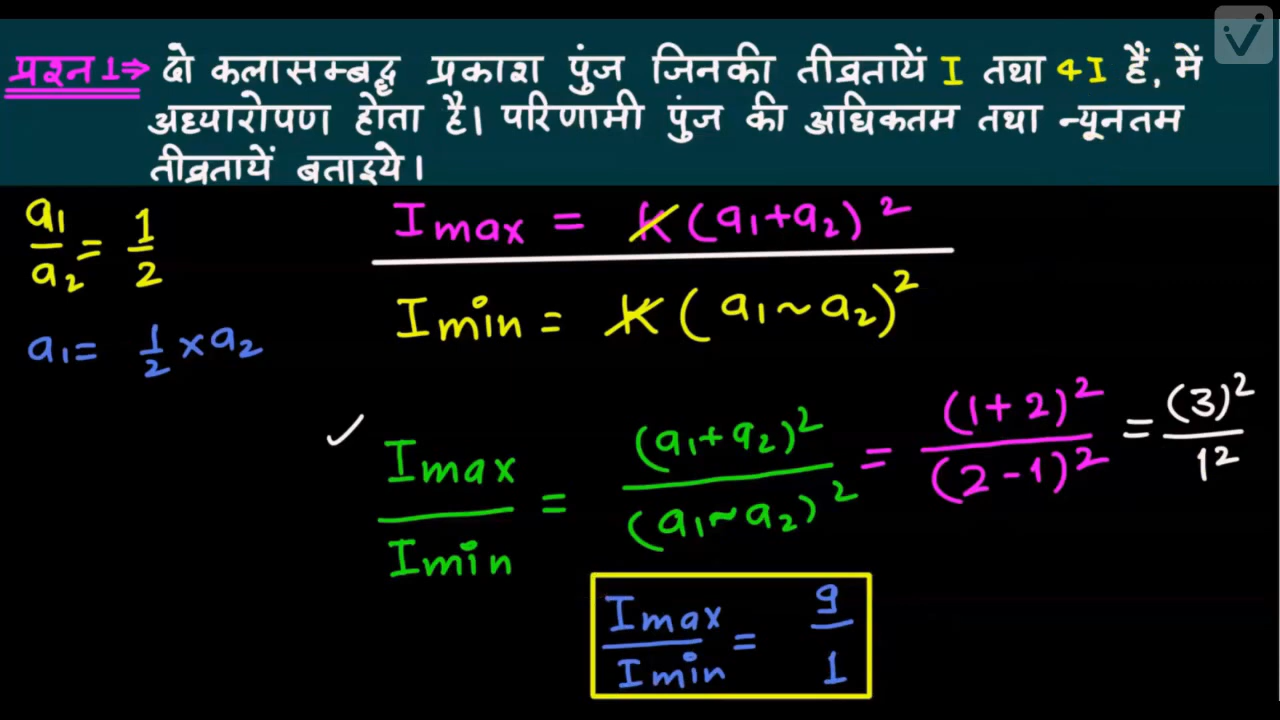 प्रश्न 1⇒ दो कलासम्बद्ध प्रकाश पुंज जिनकी तीव्रतायें I तथा 4I हैं, में
अध्यारोपण होता है। परिणामी पुंज की अधिकतम तथा न्यूनतम
तीव्रतायें बताइये।
a1/a2 = 1/2
Imax = k(a1+a2)²
Imin = k(a1~a2)²
a1 = 1/2 × a2
✓ Imax/Imin = (a1+a2)²/(a1~a2)² = (1+2)²/(2-1)² = (3)²/1²
Imax/Imin = 9/1